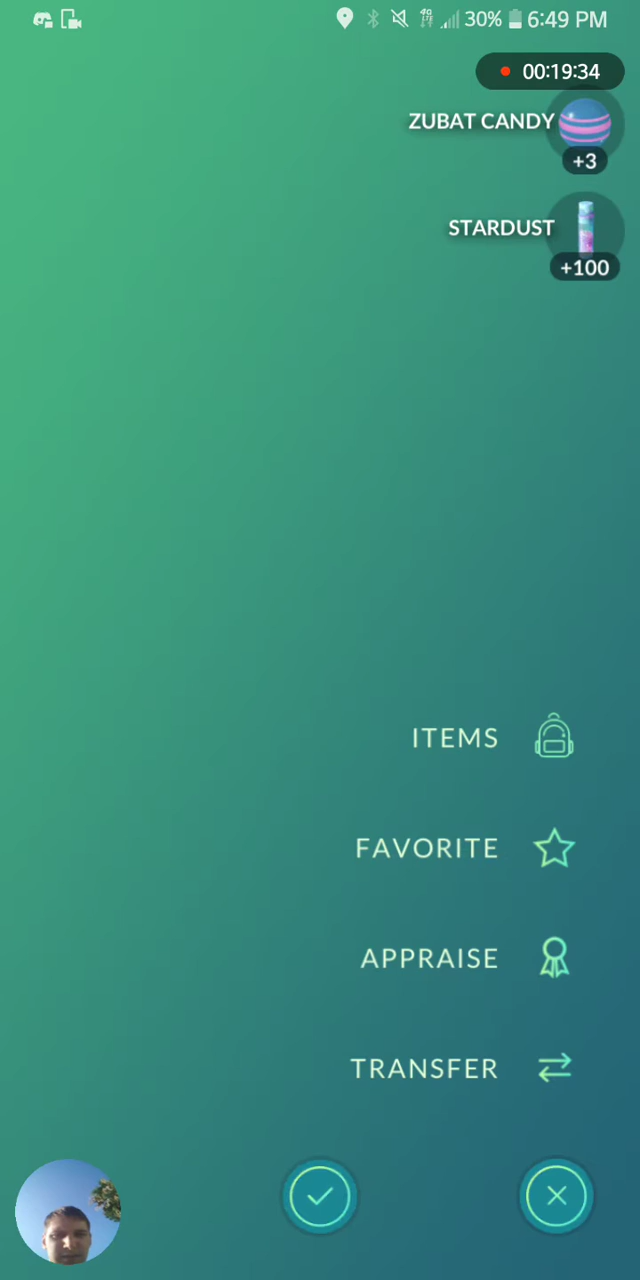 30% 6:49 PM
00:19:34
ZUBAT CANDY
+3
STARDUST
+100
ITEMS
FAVORITE
APPRAISE
TRANSFER